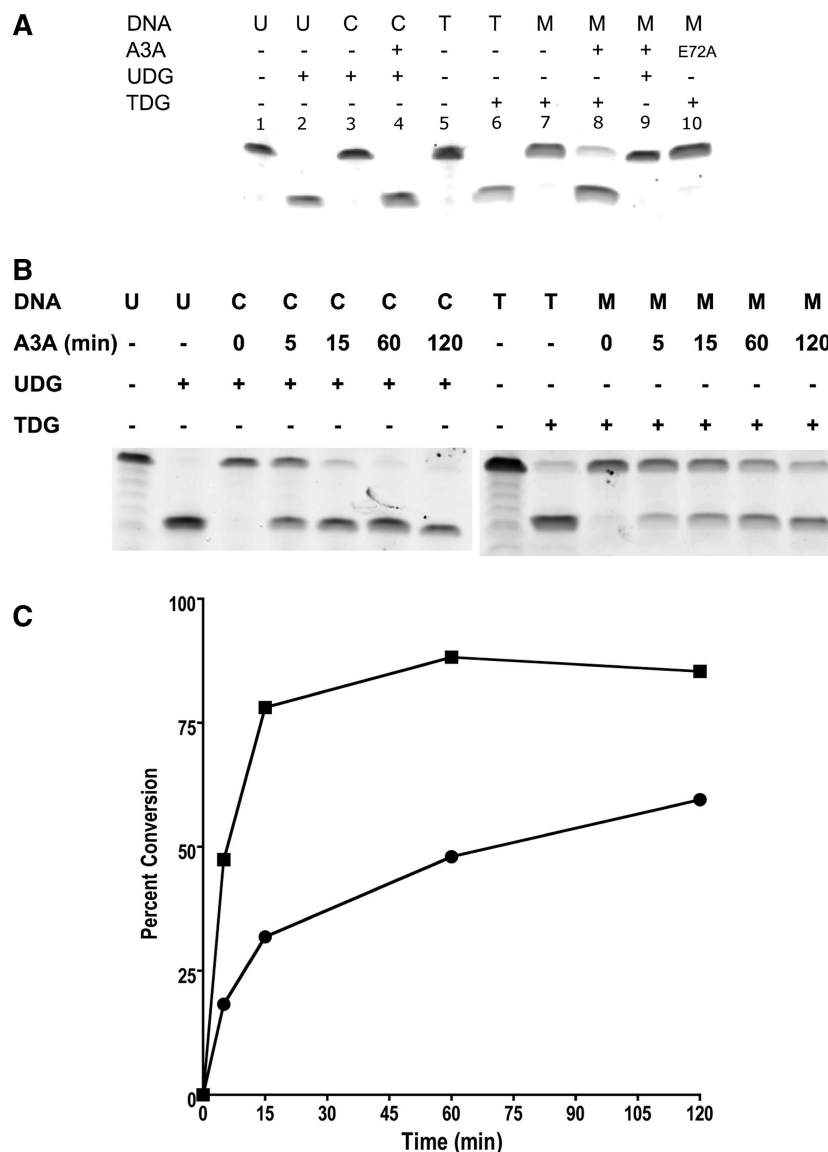 A
DNA U U C C T T M M M M
A3A - - - + - - - + + E72A
UDG - + + + - - - - + -
TDG - - - - - + + + - +
1 2 3 4 5 6 7 8 9 10
B
DNA U U C C C C C T T M M M M M
A3A (min) - - 0 5 15 60 120 - - 0 5 15 60 120
UDG - + + + + + + - - - - - - -
TDG - - - - - - - - + + + + + +
C
100
75
50
25
0
Percent Conversion
0 15 30 45 60 75 90 105 120
Time (min)